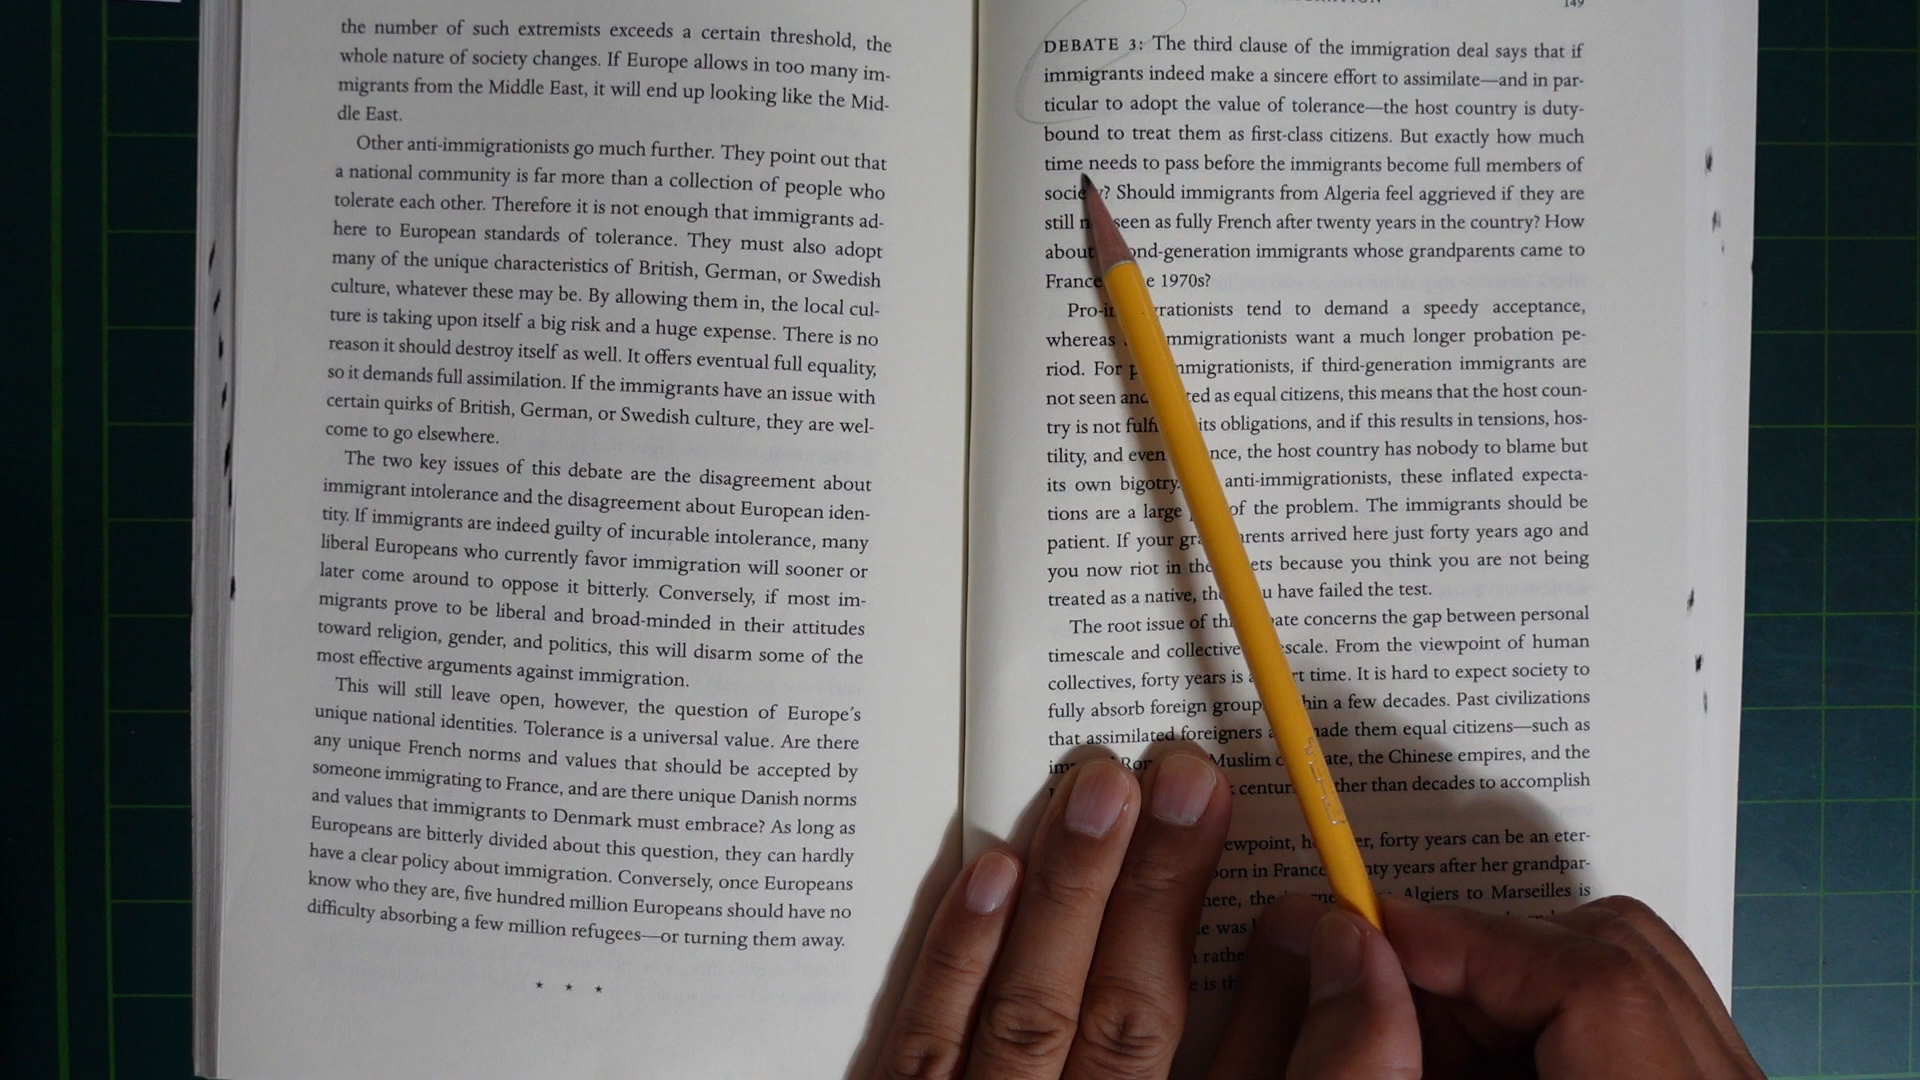 the number of such extremists exceeds a certain threshold, the
whole nature of society changes. If Europe allows in too many im-
migrants from the Middle East, it will end up looking like the Mid-
dle East.
Other anti-immigrationists go much further. They point out that
a national community is far more than a collection of people who
tolerate each other. Therefore it is not enough that immigrants ad-
here to European standards of tolerance. They must also adopt
many of the unique characteristics of British, German, or Swedish
culture, whatever these may be. By allowing them in, the local cul-
ture is taking upon itself a big risk and a huge expense. There is no
reason it should destroy itself as well. It offers eventual full equality,
so it demands full assimilation. If the immigrants have an issue with
certain quirks of British, German, or Swedish culture, they are wel-
come to go elsewhere.
The two key issues of this debate are the disagreement about
immigrant intolerance and the disagreement about European iden-
tity. If immigrants are indeed guilty of incurable intolerance, many
liberal Europeans who currently favor immigration will sooner or
later come around to oppose it bitterly. Conversely, if most im-
migrants prove to be liberal and broad-minded in their attitudes
toward religion, gender, and politics, this will disarm some of the
most effective arguments against immigration.
This will still leave open, however, the question of Europe's
unique national identities. Tolerance is a universal value. Are there
any unique French norms and values that should be accepted by
someone immigrating to France, and are there unique Danish norms
and values that immigrants to Denmark must embrace? As long as
Europeans are bitterly divided about this question, they can hardly
have a clear policy about immigration. Conversely, once Europeans
know who they are, five hundred million Europeans should have no
difficulty absorbing a few million refugees—or turning them away.
* * *
149
DEBATE 3: The third clause of the immigration deal says that if
immigrants indeed make a sincere effort to assimilate—and in par-
ticular to adopt the value of tolerance—the host country is duty-
bound to treat them as first-class citizens. But exactly how much
time needs to pass before the immigrants become full members of
society? Should immigrants from Algeria feel aggrieved if they are
still seen as fully French after twenty years in the country? How
about second-generation immigrants whose grandparents came to
France 1970s?
Pro-immigrationists tend to demand a speedy acceptance,
whereas immigrationists want a much longer probation pe-
riod. For immigrationists, if third-generation immigrants are
not seen and as equal citizens, this means that the host coun-
try is not its obligations, and if this results in tensions, hos-
tility, and even the host country has nobody to blame but
its own bigotry. anti-immigrationists, these inflated expecta-
tions are a large of the problem. The immigrants should be
patient. If your grandparents arrived here just forty years ago and
you now riot in the streets because you think you are not being
treated as a native, have failed the test.
The root issue of this debate concerns the gap between personal
timescale and collective timescale. From the viewpoint of human
collectives, forty years is a short time. It is hard to expect society to
fully absorb foreign groups within a few decades. Past civilizations
that assimilated foreigners made them equal citizens—such as
Muslim the Chinese empires, and the
rather than decades to accomplish
forty years can be an eter-
born in France years after her grandpar-
Algiers to Marseilles is
was